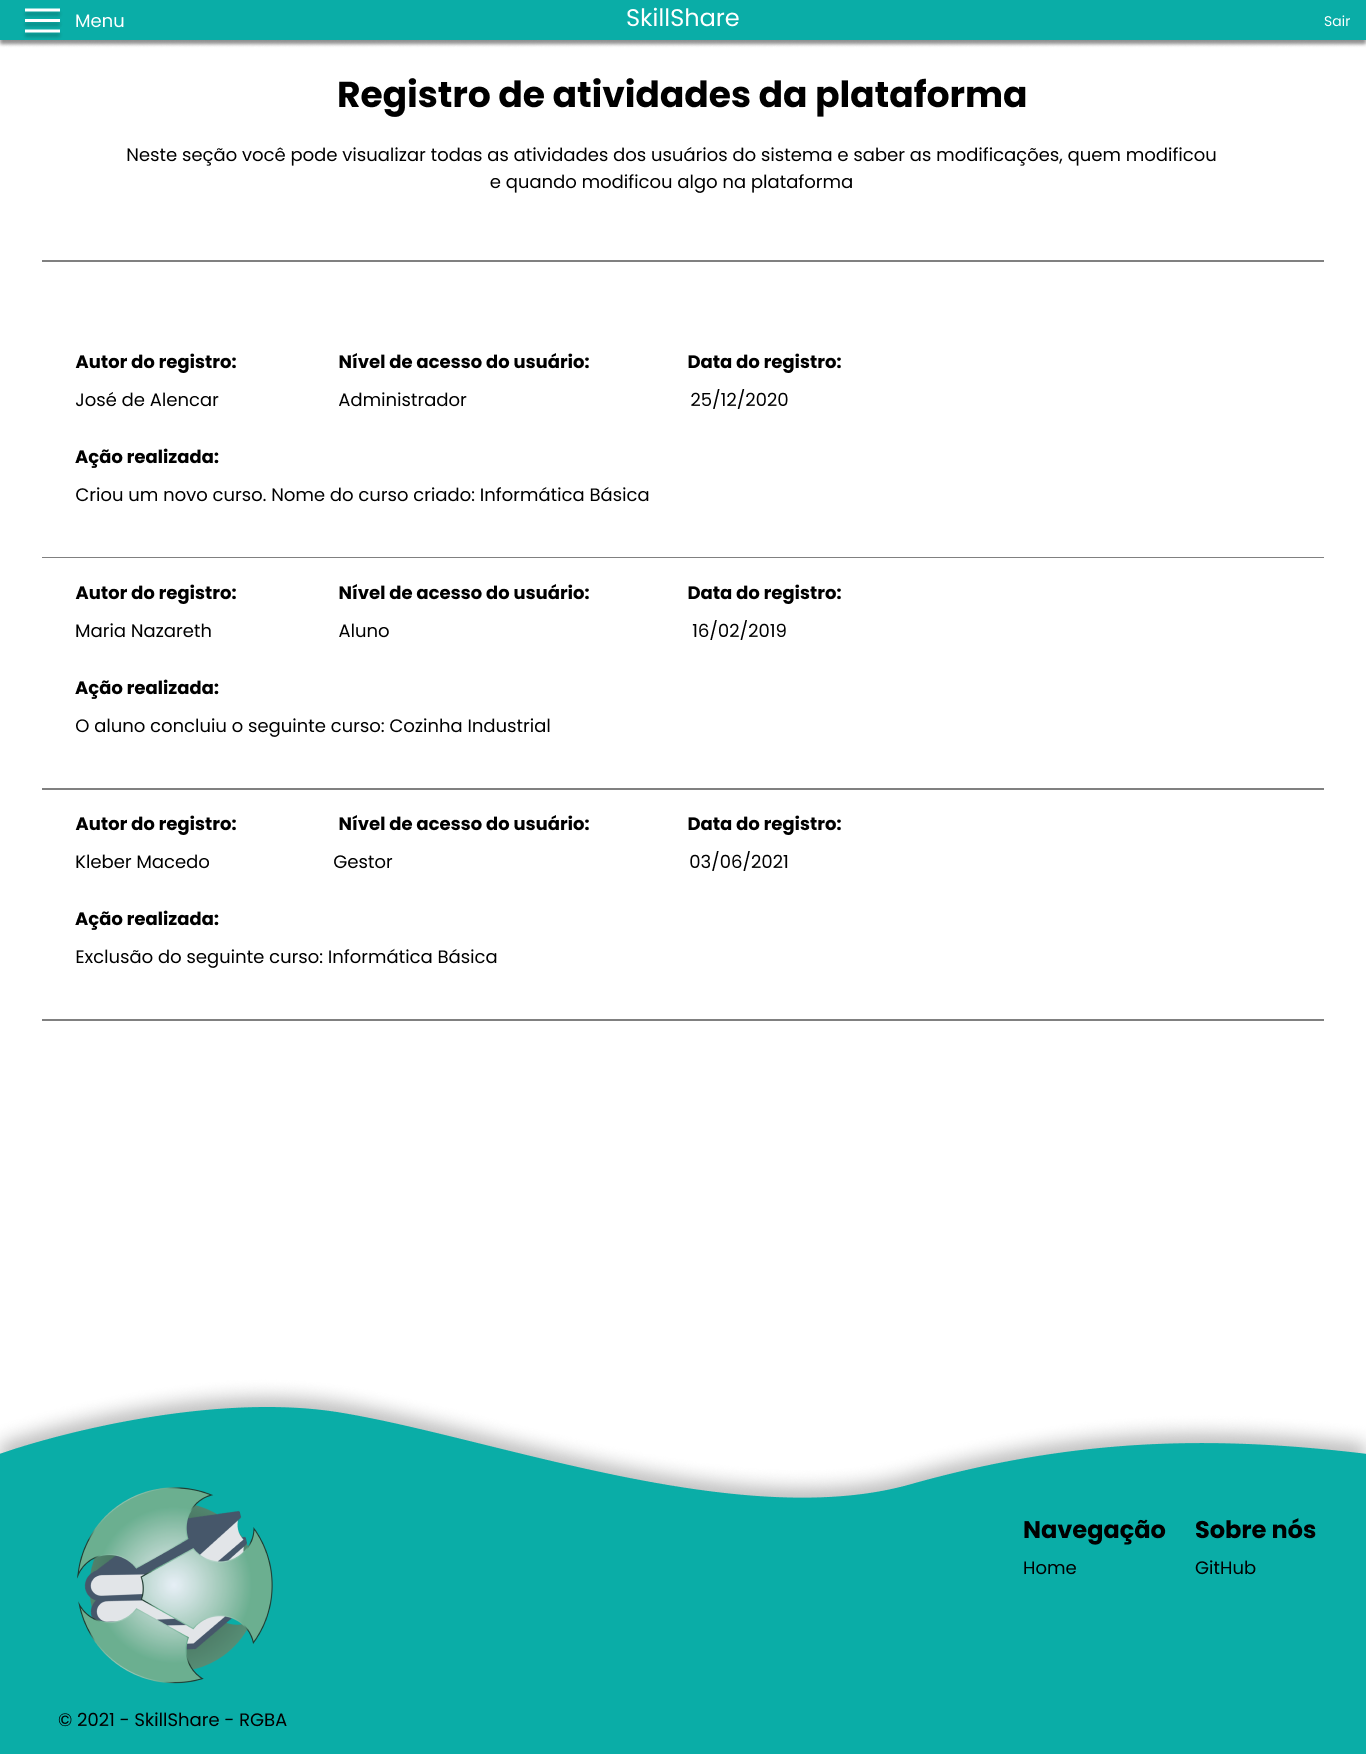 Menu
SkillShare
Sair
Registro de atividades da plataforma
Neste seção você pode visualizar todas as atividades dos usuários do sistema e saber as modificações, quem modificou
e quando modificou algo na plataforma
Autor do registro: Nível de acesso do usuário: Data do registro:
José de Alencar Administrador 25/12/2020
Ação realizada:
Criou um novo curso. Nome do curso criado: Informática Básica
Autor do registro: Nível de acesso do usuário: Data do registro:
Maria Nazareth Aluno 16/02/2019
Ação realizada:
O aluno concluiu o seguinte curso: Cozinha Industrial
Autor do registro: Nível de acesso do usuário: Data do registro:
Kleber Macedo Gestor 03/06/2021
Ação realizada:
Exclusão do seguinte curso: Informática Básica
Navegação Sobre nós
Home GitHub
© 2021 - SkillShare - RGBA